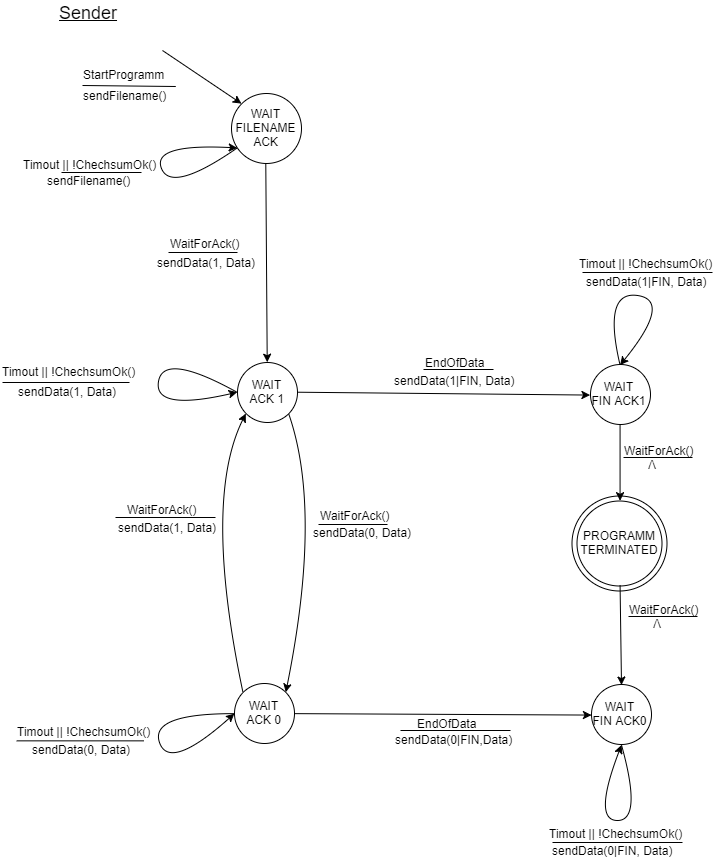 Sender
StartProgramm
sendFilename()
WAIT
FILENAME
ACK
Timout || !ChechsumOk()
sendFilename()
WaitForAck()
sendData(1, Data)
Timout || !ChechsumOk()
sendData(1|FIN, Data)
Timout || !ChechsumOk()
sendData(1, Data)
WAIT
ACK 1
EndOfData
sendData(1|FIN, Data)
WAIT
FIN ACK1
WaitForAck()
/\
WaitForAck()
sendData(1, Data)
WaitForAck()
sendData(0, Data)
PROGRAMM
TERMINATED
WaitForAck()
/\
Timout || !ChechsumOk()
sendData(0, Data)
WAIT
ACK 0
EndOfData
sendData(0|FIN,Data)
WAIT
FIN ACK0
Timout || !ChechsumOk()
sendData(0|FIN, Data)